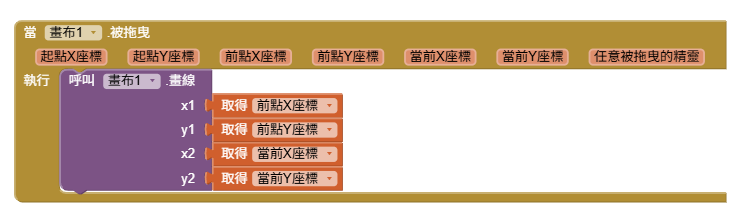 當 畫布1 .被拖曳
起點X座標 起點Y座標 前點X座標 前點Y座標 當前X座標 當前Y座標 任意被拖曳的精靈
執行 呼叫 畫布1 .畫線
x1 取得 前點X座標
y1 取得 前點Y座標
x2 取得 當前X座標
y2 取得 當前Y座標